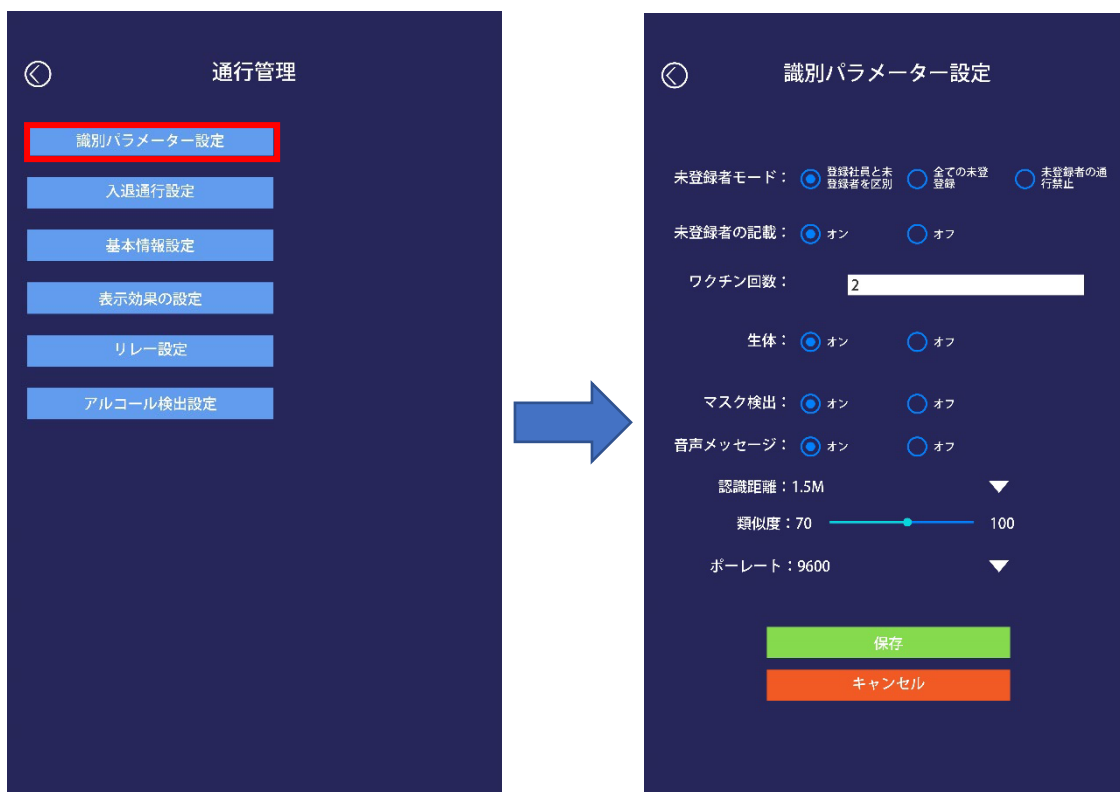 通行管理
識別パラメーター設定
入退通行設定
基本情報設定
表示効果の設定
リレー設定
アルコール検出設定
識別パラメーター設定
未登録者モード： 登録社員と未 全ての未登 未登録者の通
登録者を区別 登録 行禁止
未登録者の記載： オン オフ
ワクチン回数： 2
生体： オン オフ
マスク検出： オン オフ
音声メッセージ： オン オフ
認識距離：1.5M
類似度：70 100
ボーレート：9600
保存
キャンセル